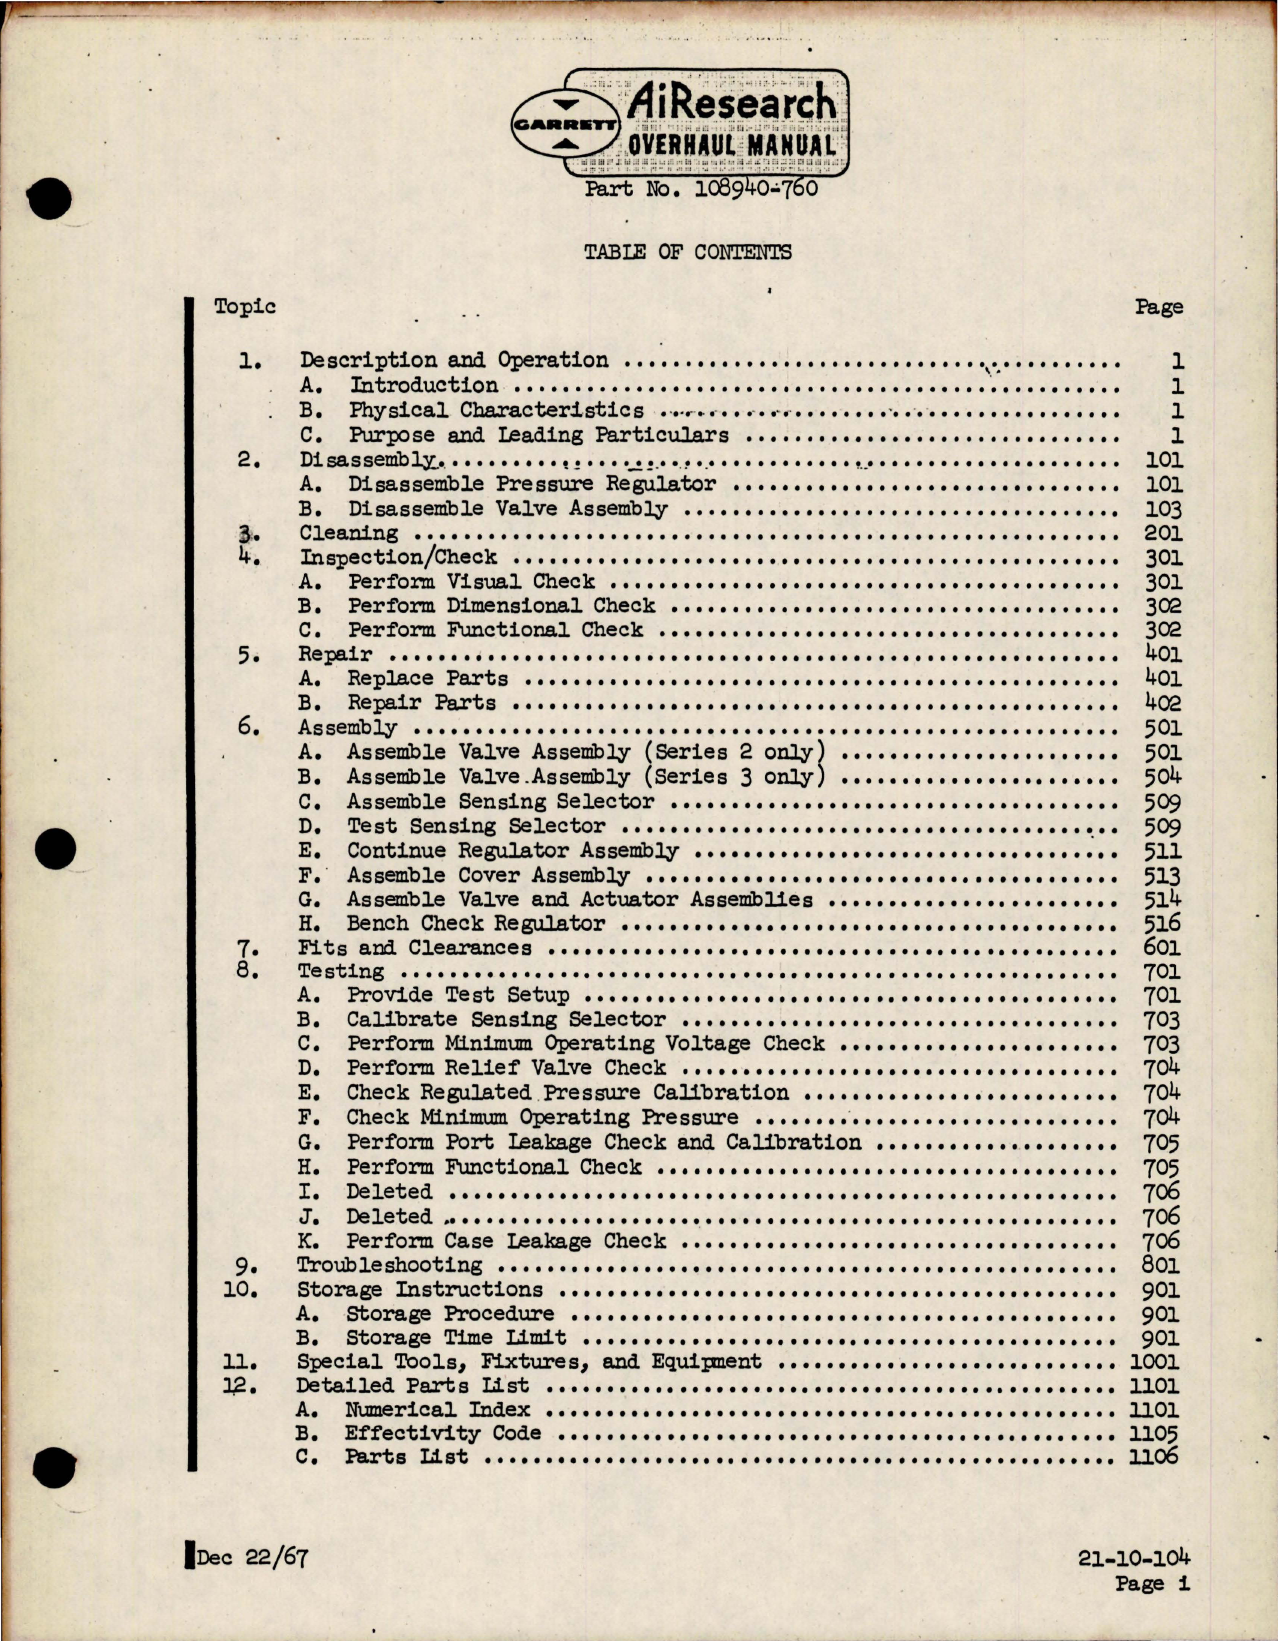 GARRETT
AiResearch
OVERHAUL MANUAL
Part No. 108940-760
TABLE OF CONTENTS
Topic Page
1. Description and Operation ........................................ 1
A. Introduction ........................................ 1
B. Physical Characteristics ........................................ 1
C. Purpose and Leading Particulars ........................................ 1
2. Disassembly ........................................ 101
A. Disassemble Pressure Regulator ........................................ 101
B. Disassemble Valve Assembly ........................................ 103
3. Cleaning ........................................ 201
4. Inspection/Check ........................................ 301
A. Perform Visual Check ........................................ 301
B. Perform Dimensional Check ........................................ 302
C. Perform Functional Check ........................................ 302
5. Repair ........................................ 401
A. Replace Parts ........................................ 401
B. Repair Parts ........................................ 402
6. Assembly ........................................ 501
A. Assemble Valve Assembly (Series 2 only) ........................................ 501
B. Assemble Valve Assembly (Series 3 only) ........................................ 504
C. Assemble Sensing Selector ........................................ 509
D. Test Sensing Selector ........................................ 509
E. Continue Regulator Assembly ........................................ 511
F. Assemble Cover Assembly ........................................ 513
G. Assemble Valve and Actuator Assemblies ........................................ 514
H. Bench Check Regulator ........................................ 516
7. Fits and Clearances ........................................ 601
8. Testing ........................................ 701
A. Provide Test Setup ........................................ 701
B. Calibrate Sensing Selector ........................................ 703
C. Perform Minimum Operating Voltage Check ........................................ 703
D. Perform Relief Valve Check ........................................ 704
E. Check Regulated Pressure Calibration ........................................ 704
F. Check Minimum Operating Pressure ........................................ 704
G. Perform Port Leakage Check and Calibration ........................................ 705
H. Perform Functional Check ........................................ 705
I. Deleted ........................................ 706
J. Deleted ........................................ 706
K. Perform Case Leakage Check ........................................ 706
9. Troubleshooting ........................................ 801
10. Storage Instructions ........................................ 901
A. Storage Procedure ........................................ 901
B. Storage Time Limit ........................................ 901
11. Special Tools, Fixtures, and Equipment ........................................ 1001
12. Detailed Parts List ........................................ 1101
A. Numerical Index ........................................ 1101
B. Effectivity Code ........................................ 1105
C. Parts List ........................................ 1106
Dec 22/67 21-10-104
Page i